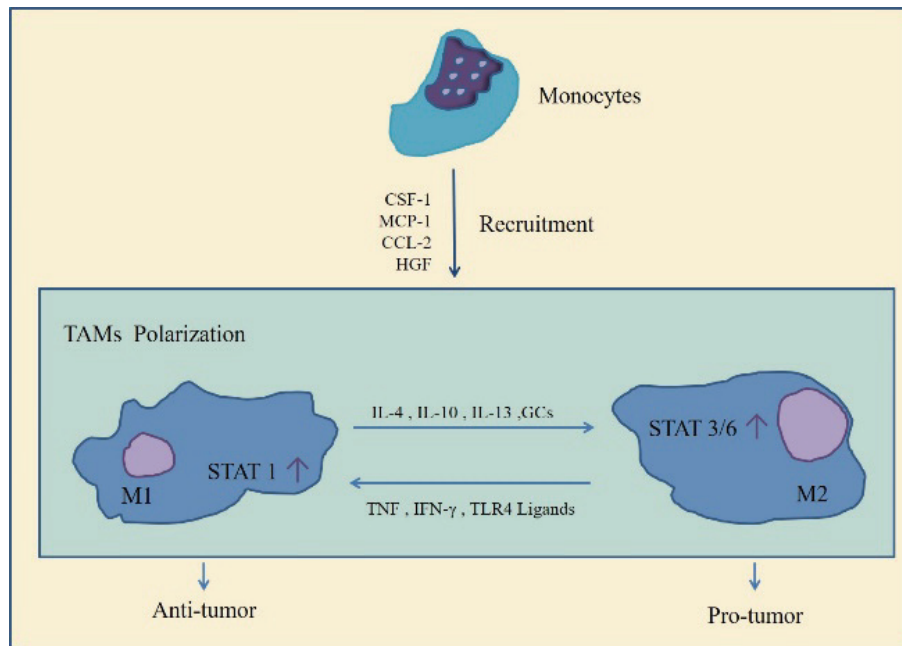 Monocytes
CSF-1
MCP-1
CCL-2
HGF
Recruitment
TAMs Polarization
IL-4 , IL-10 , IL-13 ,GCs
STAT 1
M1
STAT 3/6
M2
TNF , IFN-γ , TLR4 Ligands
Anti-tumor
Pro-tumor